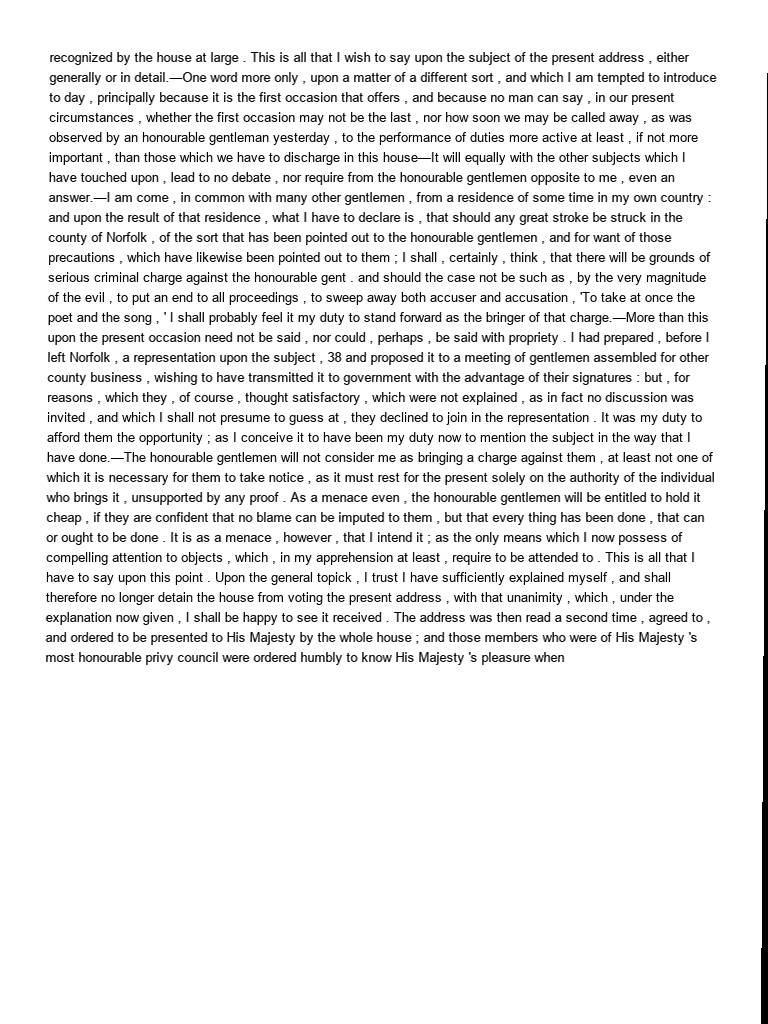 recognized by the house at large . This is all that I wish to say upon the subject of the present address , either
generally or in detail.—One word more only , upon a matter of a different sort , and which I am tempted to introduce
to day , principally because it is the first occasion that offers , and because no man can say , in our present
circumstances , whether the first occasion may not be the last , nor how soon we may be called away , as was
observed by an honourable gentleman yesterday , to the performance of duties more active at least , if not more
important , than those which we have to discharge in this house—It will equally with the other subjects which I
have touched upon , lead to no debate , nor require from the honourable gentlemen opposite to me , even an
answer.—I am come , in common with many other gentlemen , from a residence of some time in my own country :
and upon the result of that residence , what I have to declare is , that should any great stroke be struck in the
county of Norfolk , of the sort that has been pointed out to the honourable gentlemen , and for want of those
precautions , which have likewise been pointed out to them ; I shall , certainly , think , that there will be grounds of
serious criminal charge against the honourable gent . and should the case not be such as , by the very magnitude
of the evil , to put an end to all proceedings , to sweep away both accuser and accusation , 'To take at once the
poet and the song , ' I shall probably feel it my duty to stand forward as the bringer of that charge.—More than this
upon the present occasion need not be said , nor could , perhaps , be said with propriety . I had prepared , before I
left Norfolk , a representation upon the subject , 38 and proposed it to a meeting of gentlemen assembled for other
county business , wishing to have transmitted it to government with the advantage of their signatures : but , for
reasons , which they , of course , thought satisfactory , which were not explained , as in fact no discussion was
invited , and which I shall not presume to guess at , they declined to join in the representation . It was my duty to
afford them the opportunity ; as I conceive it to have been my duty now to mention the subject in the way that I
have done.—The honourable gentlemen will not consider me as bringing a charge against them , at least not one of
which it is necessary for them to take notice , as it must rest for the present solely on the authority of the individual
who brings it , unsupported by any proof . As a menace even , the honourable gentlemen will be entitled to hold it
cheap , if they are confident that no blame can be imputed to them , but that every thing has been done , that can
or ought to be done . It is as a menace , however , that I intend it ; as the only means which I now possess of
compelling attention to objects , which , in my apprehension at least , require to be attended to . This is all that I
have to say upon this point . Upon the general topick , I trust I have sufficiently explained myself , and shall
therefore no longer detain the house from voting the present address , with that unanimity , which , under the
explanation now given , I shall be happy to see it received . The address was then read a second time , agreed to ,
and ordered to be presented to His Majesty by the whole house ; and those members who were of His Majesty 's
most honourable privy council were ordered humbly to know His Majesty 's pleasure when